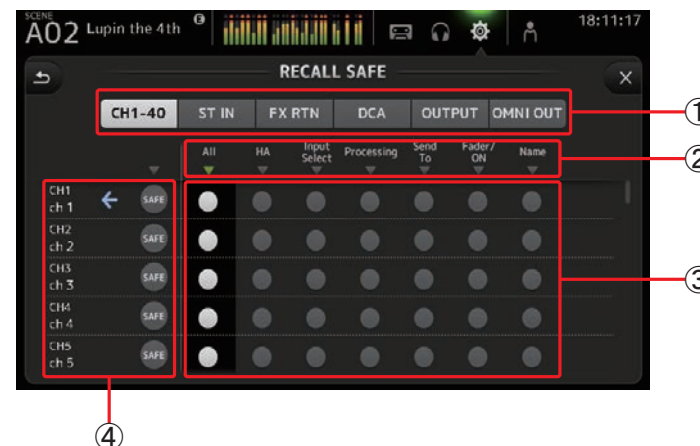 SCENE
A02 Lupin the 4th E
18:11:17
RECALL SAFE
CH1-40 ST IN FX RTN DCA OUTPUT OMNI OUT
①
All HA Input Select Processing Send To Fader/ON Name
②
CH1
ch 1 SAFE
CH2
ch 2 SAFE
CH3
ch 3 SAFE
③
CH4
ch 4 SAFE
CH5
ch 5 SAFE
④